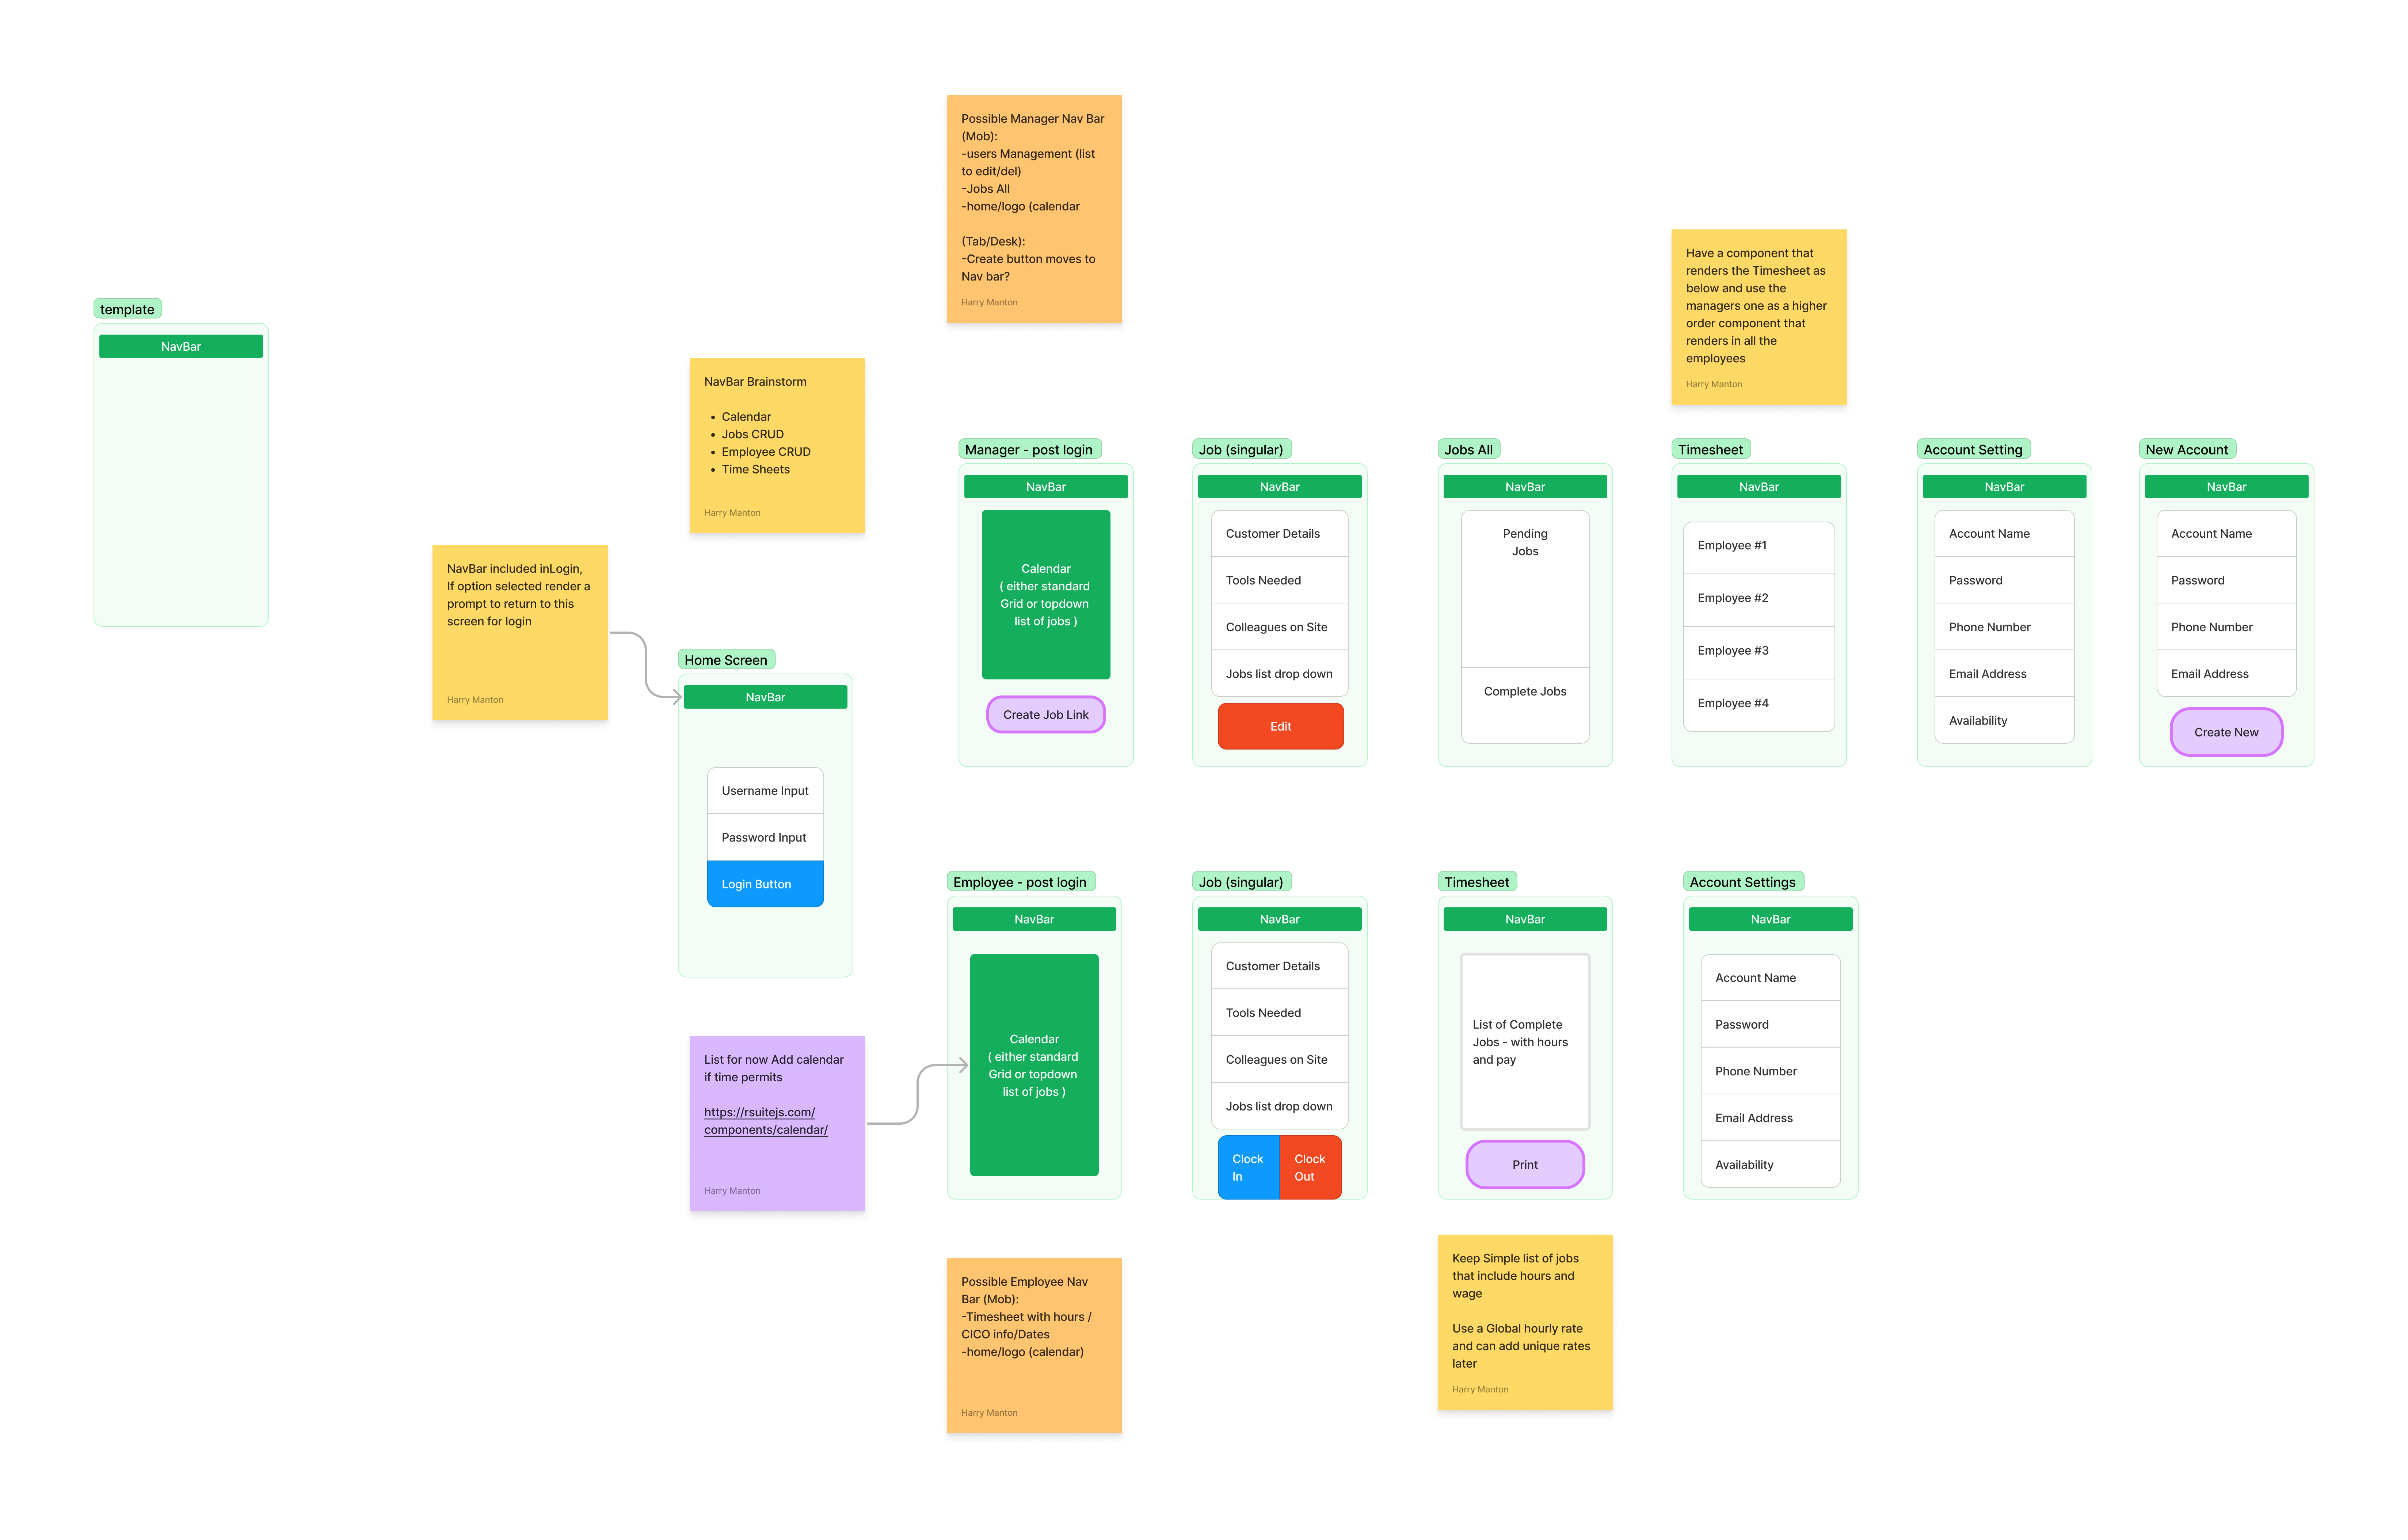 Possible Manager Nav Bar
(Mob):
-users Management (list
to edit/del)
-Jobs All
-home/logo (calendar
(Tab/Desk):
-Create button moves to
Nav bar?
Harry Manton
Have a component that
renders the Timesheet as
below and use the
managers one as a higher
order component that
renders in all the
employees
Harry Manton
template
NavBar
NavBar Brainstorm
• Calendar
• Jobs CRUD
• Employee CRUD
• Time Sheets
Harry Manton
NavBar included inLogin,
If option selected render a
prompt to return to this
screen for login
Harry Manton
Home Screen
NavBar
Username Input
Password Input
Login Button
Manager - post login
NavBar
Calendar
( either standard
Grid or topdown
list of jobs )
Create Job Link
Job (singular)
NavBar
Customer Details
Tools Needed
Colleagues on Site
Jobs list drop down
Edit
Jobs All
NavBar
Pending
Jobs
Complete Jobs
Timesheet
NavBar
Employee #1
Employee #2
Employee #3
Employee #4
Account Setting
NavBar
Account Name
Password
Phone Number
Email Address
Availability
New Account
NavBar
Account Name
Password
Phone Number
Email Address
Create New
List for now Add calendar
if time permits
https://rsuitejs.com/
components/calendar/
Harry Manton
Employee - post login
NavBar
Calendar
( either standard
Grid or topdown
list of jobs )
Job (singular)
NavBar
Customer Details
Tools Needed
Colleagues on Site
Jobs list drop down
Clock
In
Clock
Out
Timesheet
NavBar
List of Complete
Jobs - with hours
and pay
Print
Account Settings
NavBar
Account Name
Password
Phone Number
Email Address
Availability
Possible Employee Nav
Bar (Mob):
-Timesheet with hours /
CICO info/Dates
-home/logo (calendar)
Harry Manton
Keep Simple list of jobs
that include hours and
wage
Use a Global hourly rate
and can add unique rates
later
Harry Manton